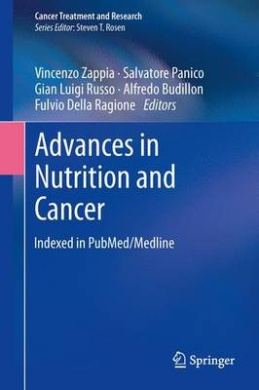 Cancer Treatment and Research
Series Editor: Steven T. Rosen
Vincenzo Zappia · Salvatore Panico
Gian Luigi Russo · Alfredo Budillon
Fulvio Della Ragione Editors
Advances in
Nutrition and
Cancer
Indexed in PubMed/Medline
Springer